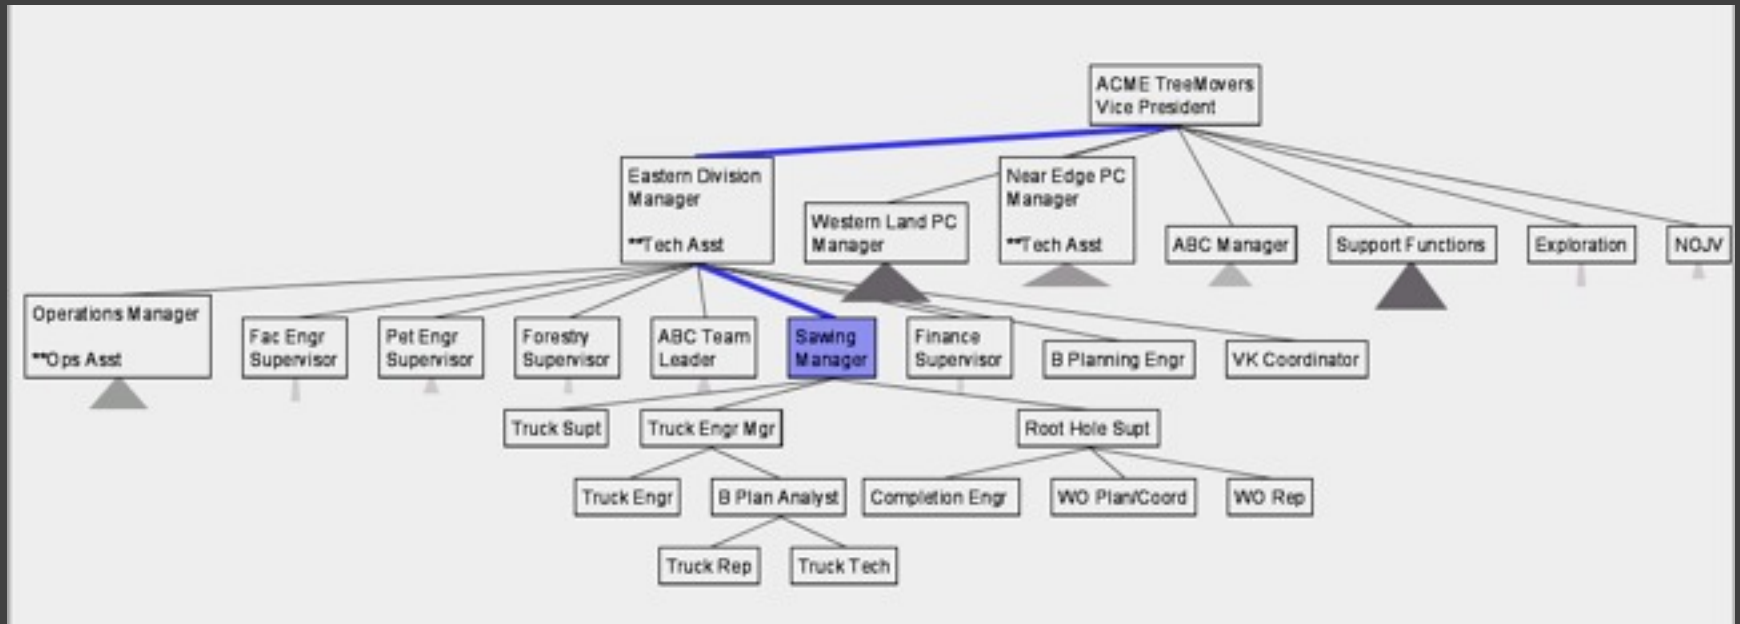 ACME TreeMovers
Vice President
Eastern Division
Manager
**Tech Asst
Western Land PC
Manager
Near Edge PC
Manager
**Tech Asst
ABC Manager
Support Functions
Exploration
NOJV
Operations Manager
**Ops Asst
Fac Engr
Supervisor
Pet Engr
Supervisor
Forestry
Supervisor
ABC Team
Leader
Sawing
Manager
Finance
Supervisor
B Planning Engr
VK Coordinator
Truck Supt
Truck Engr Mgr
Root Hole Supt
Truck Engr
B Plan Analyst
Completion Engr
WO Plan/Coord
WO Rep
Truck Rep
Truck Tech